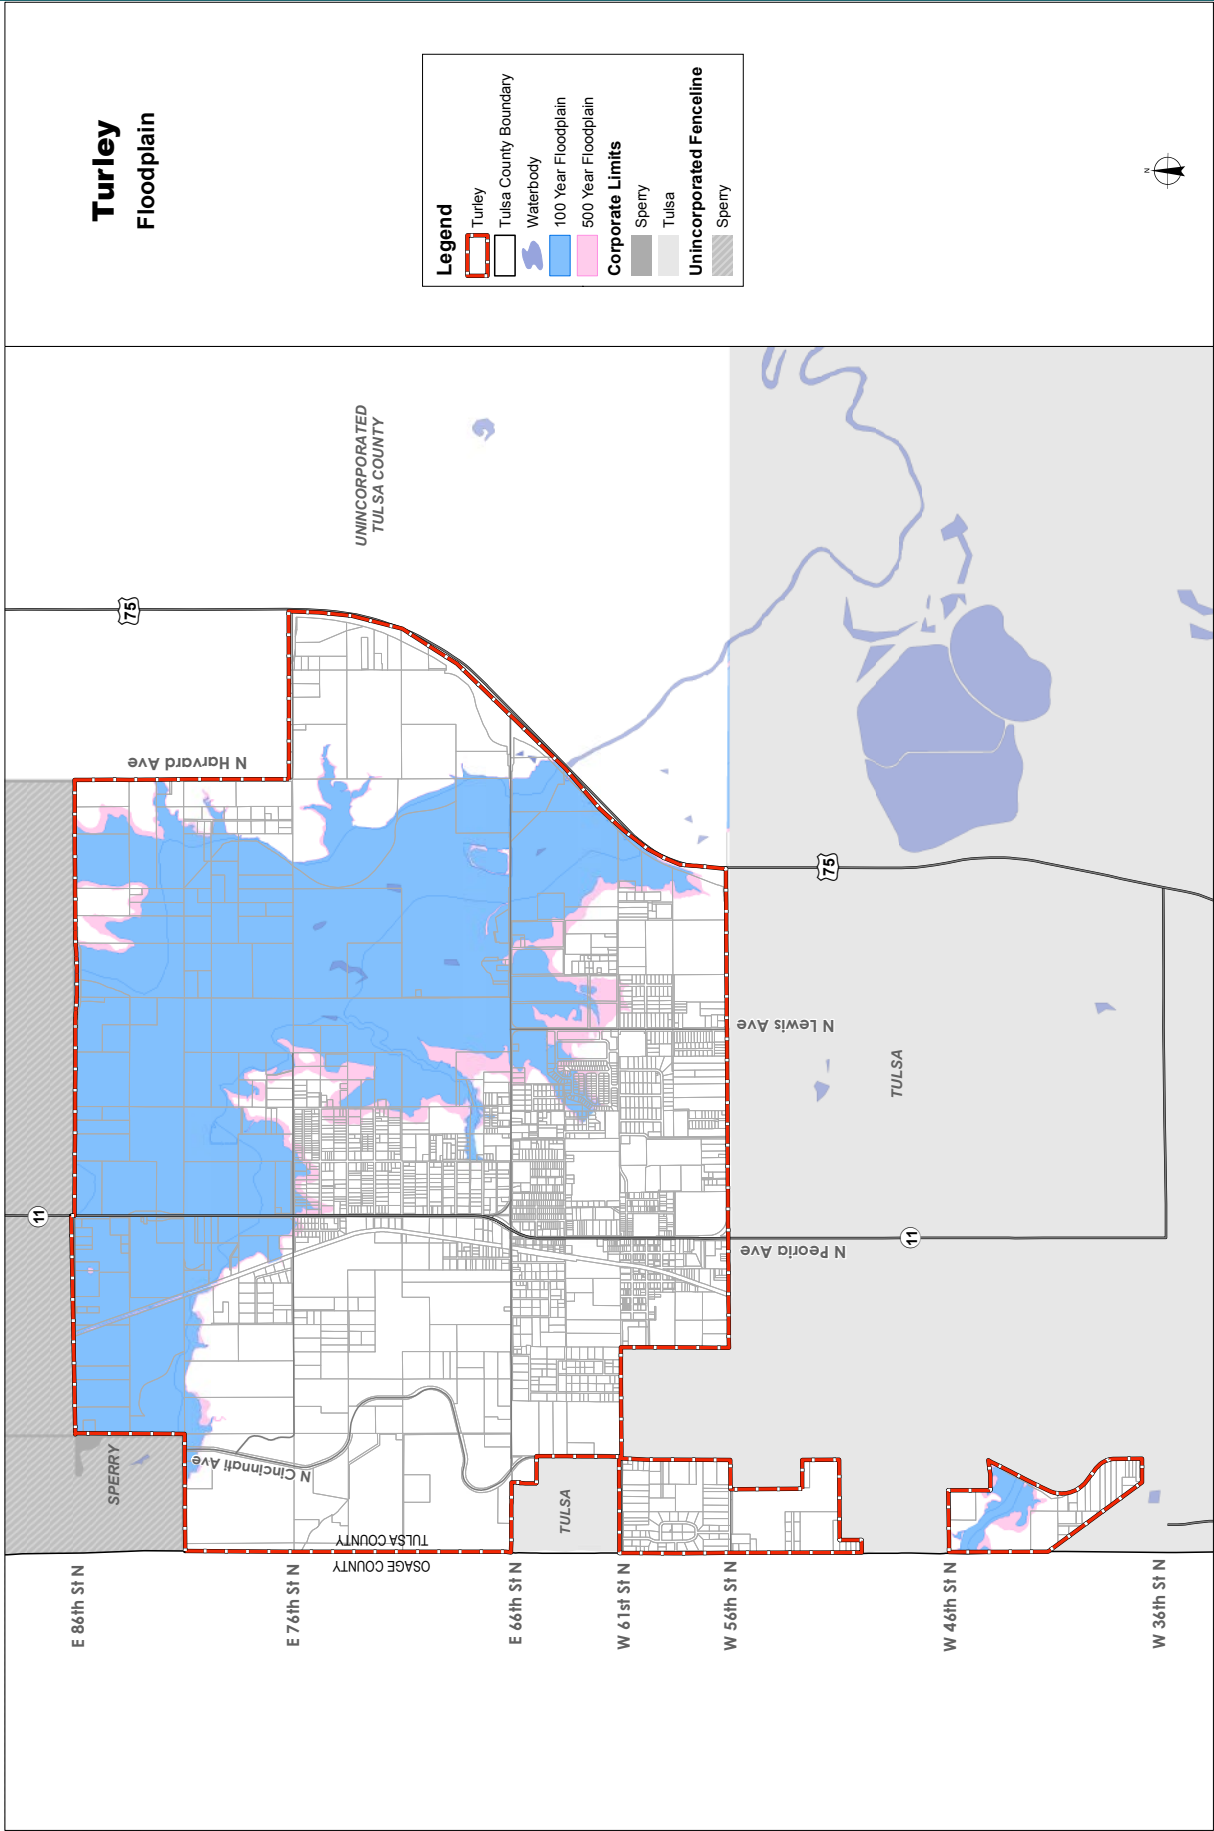 Turley
Floodplain
Legend
Turley
Tulsa County Boundary
Waterbody
100 Year Floodplain
500 Year Floodplain
Corporate Limits
Sperry
Tulsa
Unincorporated Fenceline
Sperry
N
UNINCORPORATED
TULSA COUNTY
75
N Harvard Ave
75
N Lewis Ave
TULSA
11
N Peoria Ave
11
SPERRY
N Cincinnati Ave
TULSA
TULSA COUNTY
OSAGE COUNTY
E 86th St N
E 76th St N
E 66th St N
W 61st St N
W 56th St N
W 46th St N
W 36th St N